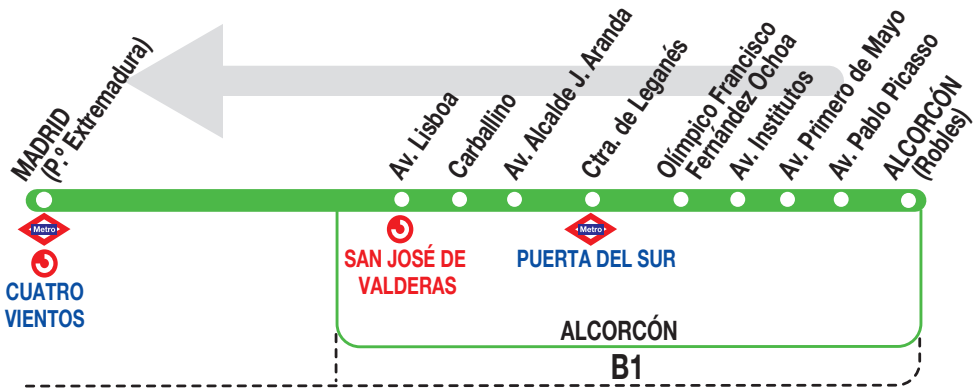 MADRID
(P.º Extremadura)
Av. Lisboa
Carballino
Av. Alcalde J. Aranda
Ctra. de Leganés
Olímpico Francisco
Fernández Ochoa
Av. Institutos
Av. Primero de Mayo
Av. Pablo Picasso
ALCORCÓN
(Robles)
Metro
Metro
CUATRO
VIENTOS
SAN JOSÉ DE
VALDERAS
PUERTA DEL SUR
ALCORCÓN
B1